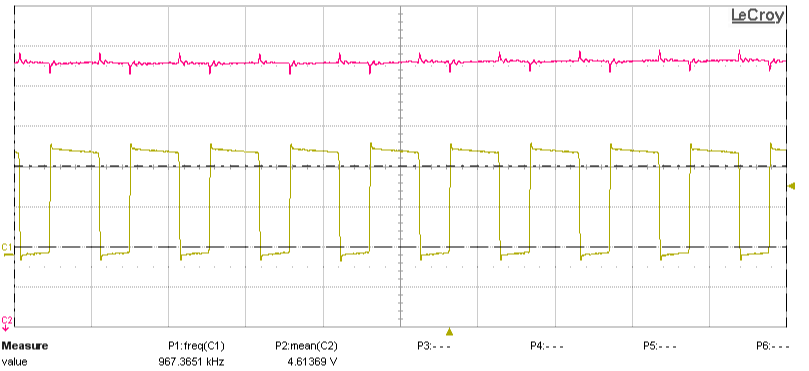 LeCroy
C1
C2
Measure P1:freq(C1) P2:mean(C2) P3:- - - P4:- - - P5:- - - P6:- - -
value 967.3651 kHz 4.61369 V